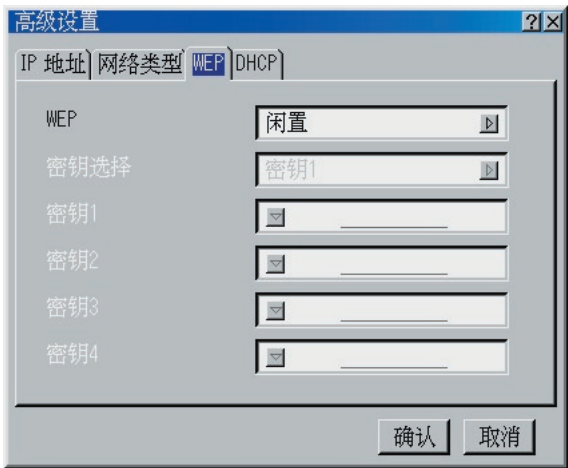 高级设置
IP 地址 网络类型 WEP DHCP
WEP 闲置
密钥选择 密钥1
密钥1
密钥2
密钥3
密钥4
确认 取消